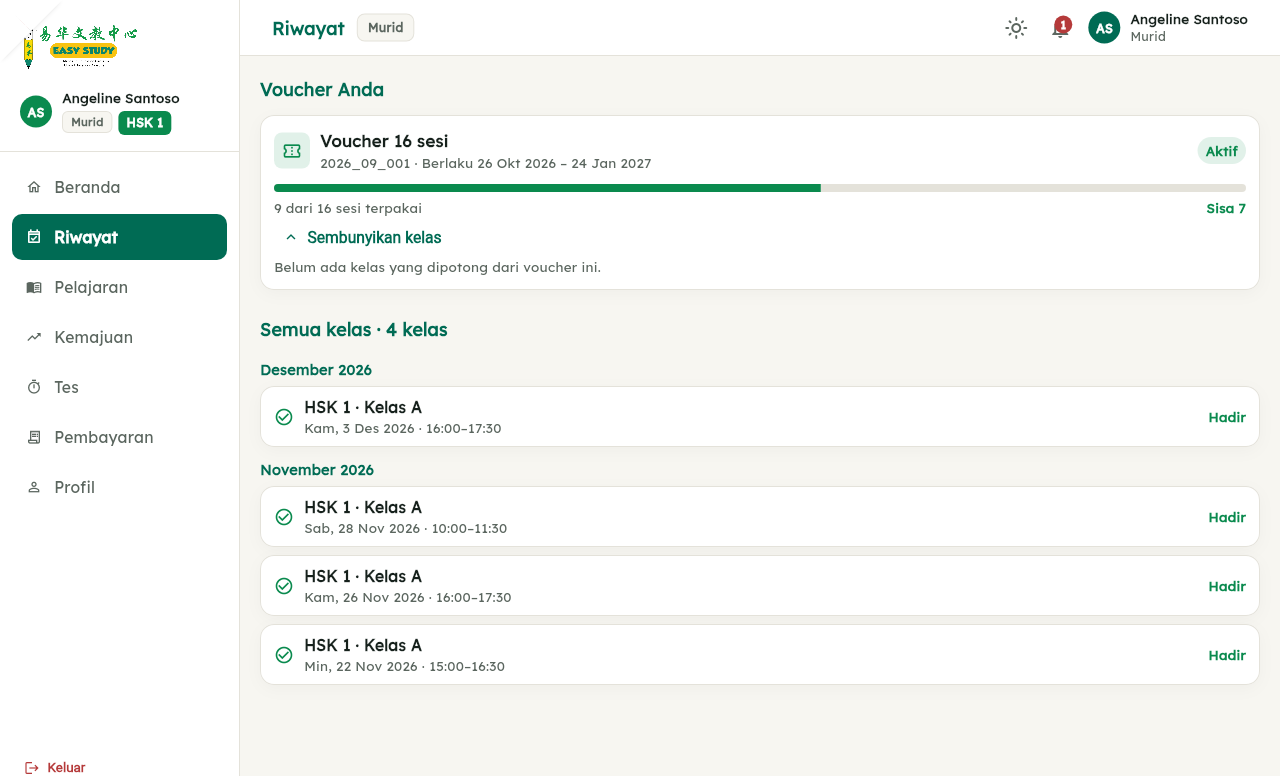 易华文教中心
EASY STUDY
AS
Angeline Santoso
Murid
HSK 1
Beranda
Riwayat
Pelajaran
Kemajuan
Tes
Pembayaran
Profil
Keluar
Riwayat
Murid
1
AS
Angeline Santoso
Murid
Voucher Anda
Voucher 16 sesi
2026_09_001 · Berlaku 26 Okt 2026 – 24 Jan 2027
Aktif
9 dari 16 sesi terpakai
Sisa 7
Sembunyikan kelas
Belum ada kelas yang dipotong dari voucher ini.
Semua kelas · 4 kelas
Desember 2026
HSK 1 · Kelas A
Kam, 3 Des 2026 · 16:00–17:30
Hadir
November 2026
HSK 1 · Kelas A
Sab, 28 Nov 2026 · 10:00–11:30
Hadir
HSK 1 · Kelas A
Kam, 26 Nov 2026 · 16:00–17:30
Hadir
HSK 1 · Kelas A
Min, 22 Nov 2026 · 15:00–16:30
Hadir